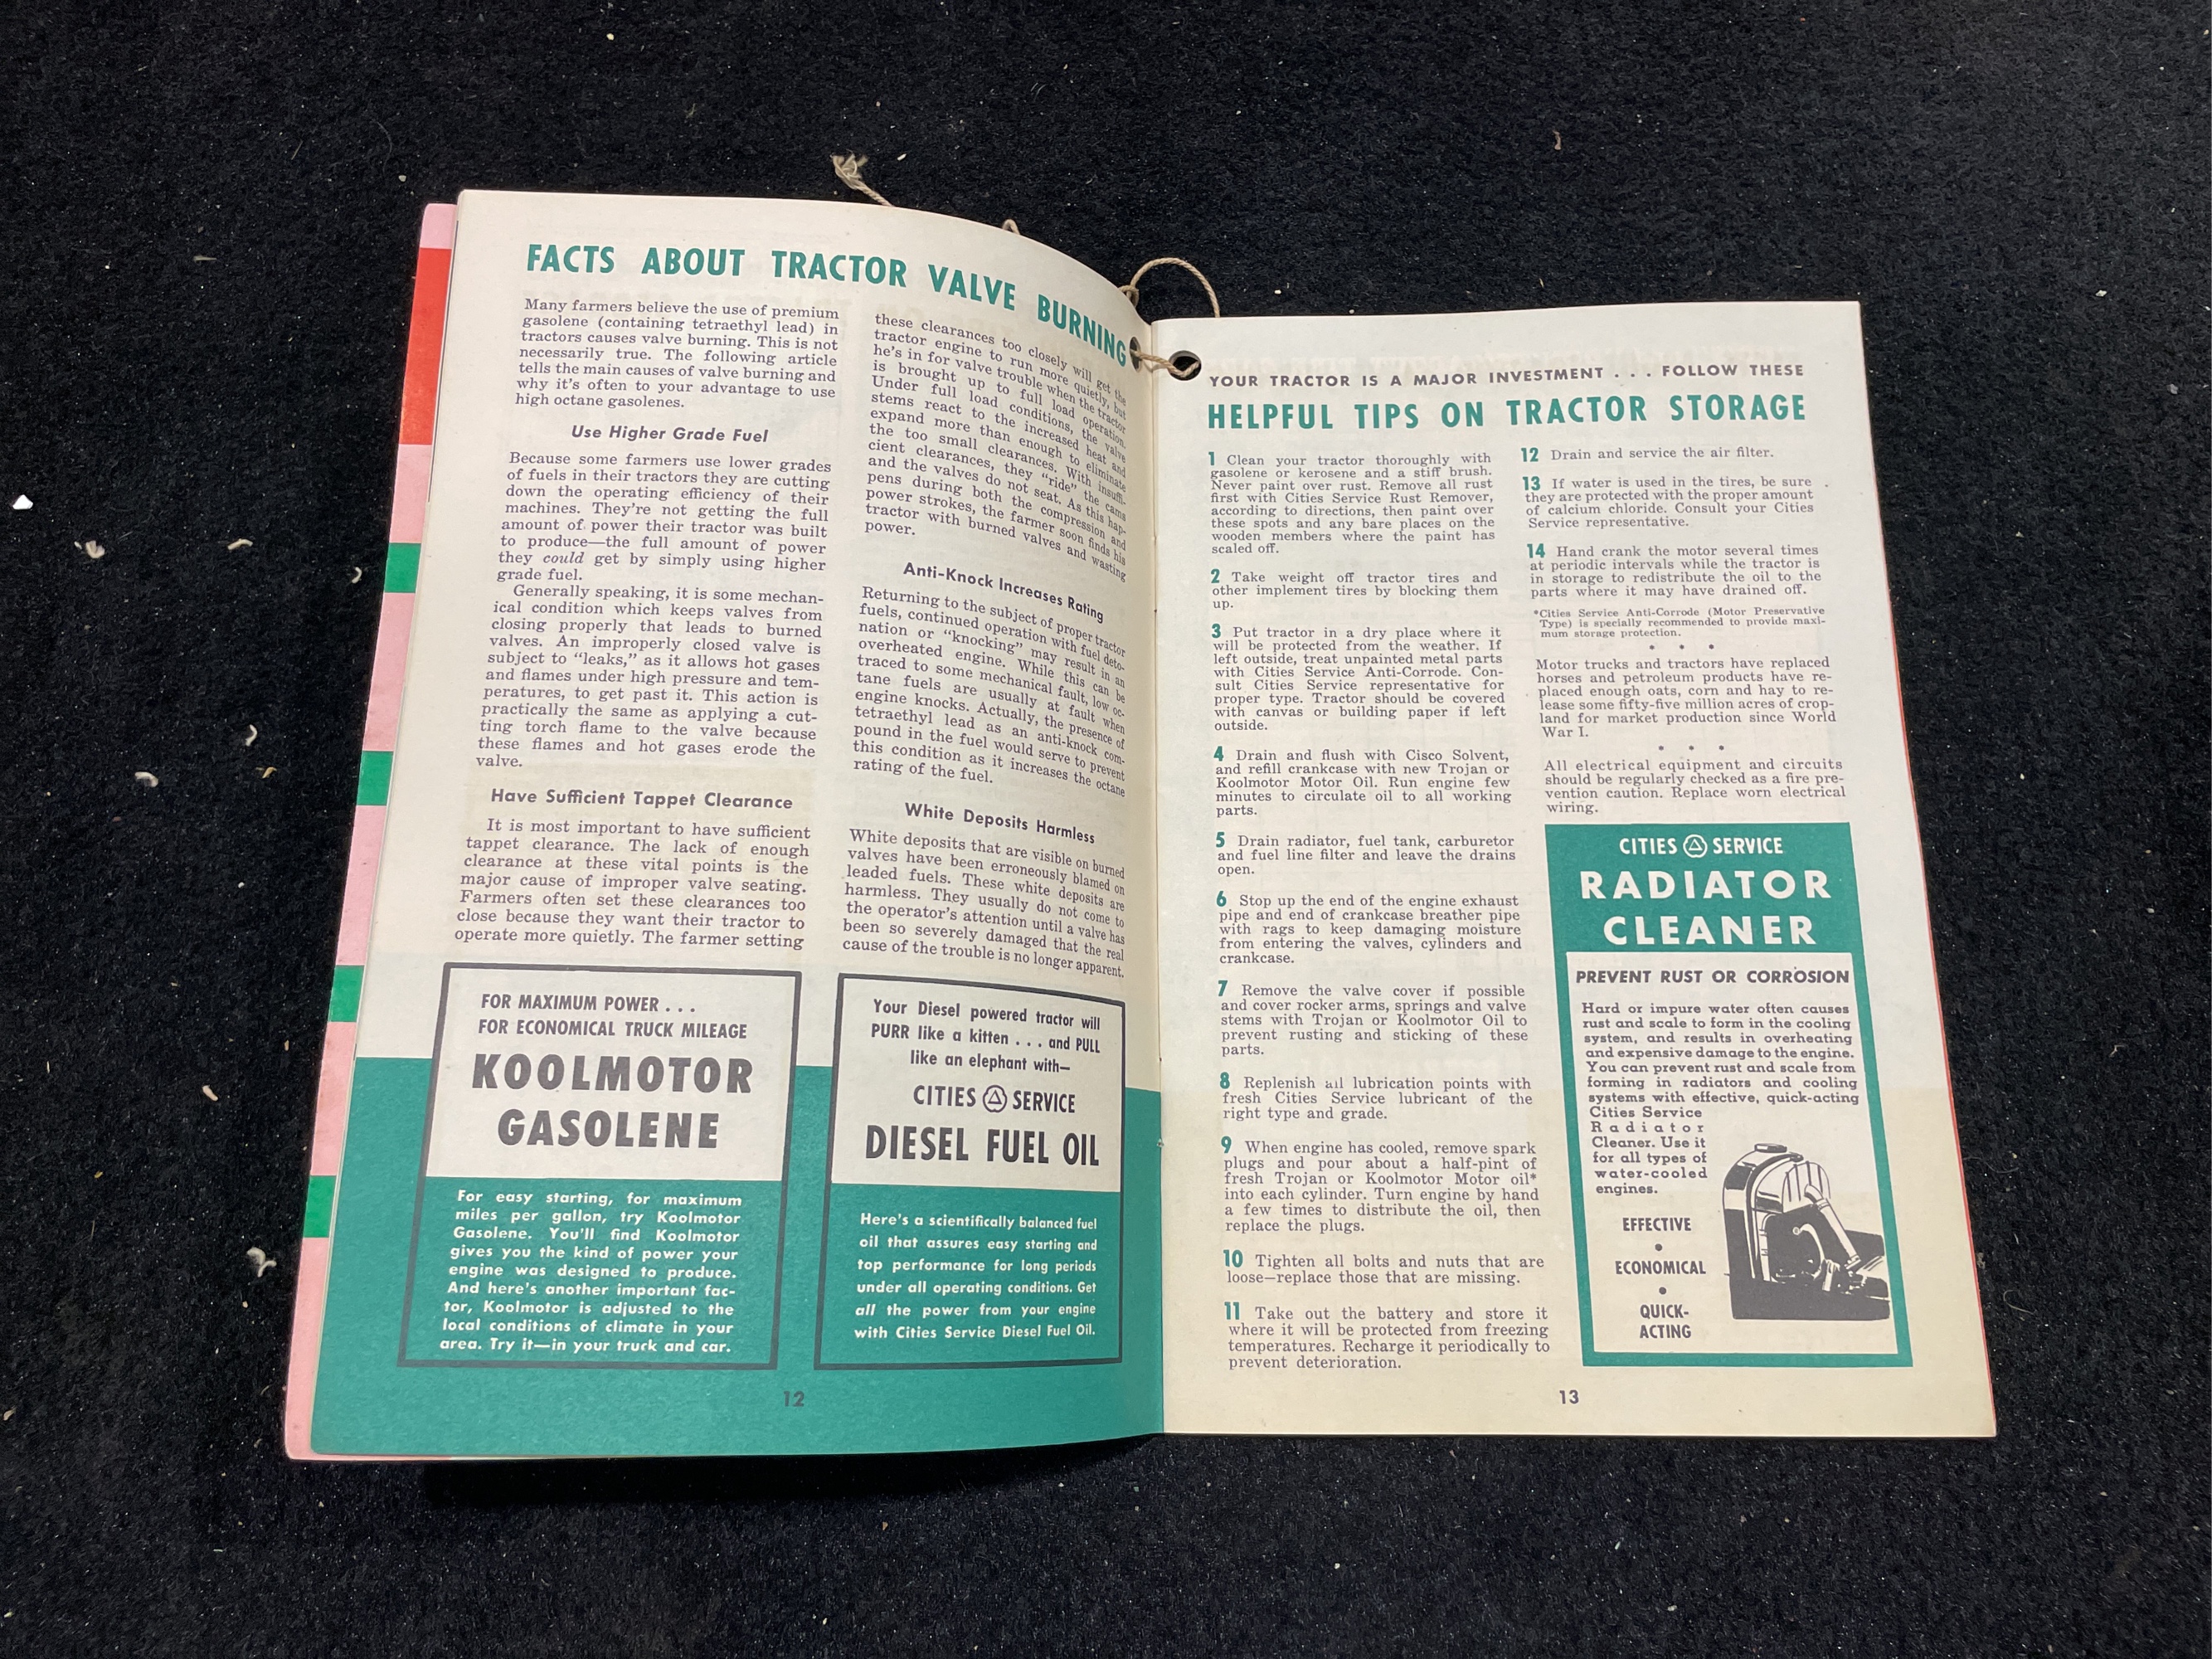 FACTS ABOUT TRACTOR VALVE BURNING
Many farmers believe the use of premium
gasolene (containing tetraethyl lead) in
tractors causes valve burning. This is not
necessarily true. The following article
tells the main causes of valve burning and
why it's often to your advantage to use
high octane gasolenes.
Use Higher Grade Fuel
Because some farmers use lower grades
of fuels in their tractors they are cutting
down the operating efficiency of their
machines. They're not getting the full
amount of power their tractor was built
to produce—the full amount of power
they could get by simply using higher
grade fuel.
Generally speaking, it is some mechan-
ical condition which keeps valves from
closing properly that leads to burned
valves. An improperly closed valve is
subject to "leaks," as it allows hot gases
and flames under high pressure and tem-
peratures, to get past it. This action is
practically the same as applying a cut-
ting torch flame to the valve because
these flames and hot gases erode the
valve.
Have Sufficient Tappet Clearance
It is most important to have sufficient
tappet clearance. The lack of enough
clearance at these vital points is the
major cause of improper valve seating.
Farmers often set these clearances too
close because they want their tractor to
operate more quietly. The farmer setting
these clearances too closely will get the
tractor engine to run more quietly, but
he's in for valve trouble when the tractor
is brought up to full load operation.
Under full load conditions, the valve
stems react to the increased heat and
expand more than enough to eliminate
the too small clearances. With insuffi-
cient clearances, they "ride" the cams
and the valves do not seat. As this hap-
pens during both the compression and
power strokes, the farmer soon finds his
tractor with burned valves and wasting
power.
Anti-Knock Increases Rating
Returning to the subject of proper tractor
fuels, continued operation with fuel deto-
nation or "knocking" may result in an
overheated engine. While this can be
traced to some mechanical fault, low oc-
tane fuels are usually at fault when
engine knocks. Actually, the presence of
tetraethyl lead as an anti-knock com-
pound in the fuel would serve to prevent
this condition as it increases the octane
rating of the fuel.
White Deposits Harmless
White deposits that are visible on burned
valves have been erroneously blamed on
leaded fuels. These white deposits are
harmless. They usually do not come to
the operator's attention until a valve has
been so severely damaged that the real
cause of the trouble is no longer apparent.
FOR MAXIMUM POWER . . .
FOR ECONOMICAL TRUCK MILEAGE
KOOLMOTOR
GASOLENE
For easy starting, for maximum
miles per gallon, try Koolmotor
Gasolene. You'll find Koolmotor
gives you the kind of power your
engine was designed to produce.
And here's another important fac-
tor, Koolmotor is adjusted to the
local conditions of climate in your
area. Try it—in your truck and car.
Your Diesel powered tractor will
PURR like a kitten . . . and PULL
like an elephant with—
CITIES SERVICE
DIESEL FUEL OIL
Here's a scientifically balanced fuel
oil that assures easy starting and
top performance for long periods
under all operating conditions. Get
all the power from your engine
with Cities Service Diesel Fuel Oil.
12
YOUR TRACTOR IS A MAJOR INVESTMENT . . . FOLLOW THESE
HELPFUL TIPS ON TRACTOR STORAGE
1 Clean your tractor thoroughly with
gasolene or kerosene and a stiff brush.
Never paint over rust. Remove all rust
first with Cities Service Rust Remover,
according to directions, then paint over
these spots and any bare places on the
wooden members where the paint has
scaled off.
2 Take weight off tractor tires and
other implement tires by blocking them
up.
3 Put tractor in a dry place where it
will be protected from the weather. If
left outside, treat unpainted metal parts
with Cities Service Anti-Corrode. Con-
sult Cities Service representative for
proper type. Tractor should be covered
with canvas or building paper if left
outside.
4 Drain and flush with Cisco Solvent,
and refill crankcase with new Trojan or
Koolmotor Motor Oil. Run engine few
minutes to circulate oil to all working
parts.
5 Drain radiator, fuel tank, carburetor
and fuel line filter and leave the drains
open.
6 Stop up the end of the engine exhaust
pipe and end of crankcase breather pipe
with rags to keep damaging moisture
from entering the valves, cylinders and
crankcase.
7 Remove the valve cover if possible
and cover rocker arms, springs and valve
stems with Trojan or Koolmotor Oil to
prevent rusting and sticking of these
parts.
8 Replenish all lubrication points with
fresh Cities Service lubricant of the
right type and grade.
9 When engine has cooled, remove spark
plugs and pour about a half-pint of
fresh Trojan or Koolmotor Motor oil*
into each cylinder. Turn engine by hand
a few times to distribute the oil, then
replace the plugs.
10 Tighten all bolts and nuts that are
loose—replace those that are missing.
11 Take out the battery and store it
where it will be protected from freezing
temperatures. Recharge it periodically to
prevent deterioration.
12 Drain and service the air filter.
13 If water is used in the tires, be sure
they are protected with the proper amount
of calcium chloride. Consult your Cities
Service representative.
14 Hand crank the motor several times
at periodic intervals while the tractor is
in storage to redistribute the oil to the
parts where it may have drained off.
*Cities Service Anti-Corrode (Motor Preservative
Type) is specially recommended to provide maxi-
mum storage protection.
• • •
Motor trucks and tractors have replaced
horses and petroleum products have re-
placed enough oats, corn and hay to re-
lease some fifty-five million acres of crop-
land for market production since World
War I.
• • •
All electrical equipment and circuits
should be regularly checked as a fire pre-
vention caution. Replace worn electrical
wiring.
CITIES SERVICE
RADIATOR
CLEANER
PREVENT RUST OR CORROSION
Hard or impure water often causes
rust and scale to form in the cooling
system, and results in overheating
and expensive damage to the engine.
You can prevent rust and scale from
forming in radiators and cooling
systems with effective, quick-acting
Cities Service
Radiator
Cleaner. Use it
for all types of
water-cooled
engines.
EFFECTIVE
•
ECONOMICAL
•
QUICK-
ACTING
13